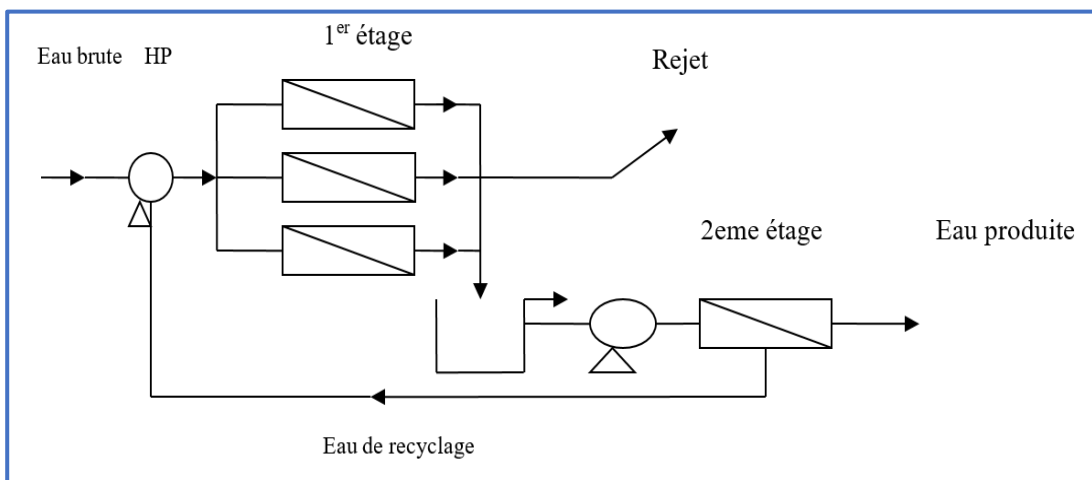 1er étage
Eau brute HP
Rejet
2eme étage
Eau produite
Eau de recyclage